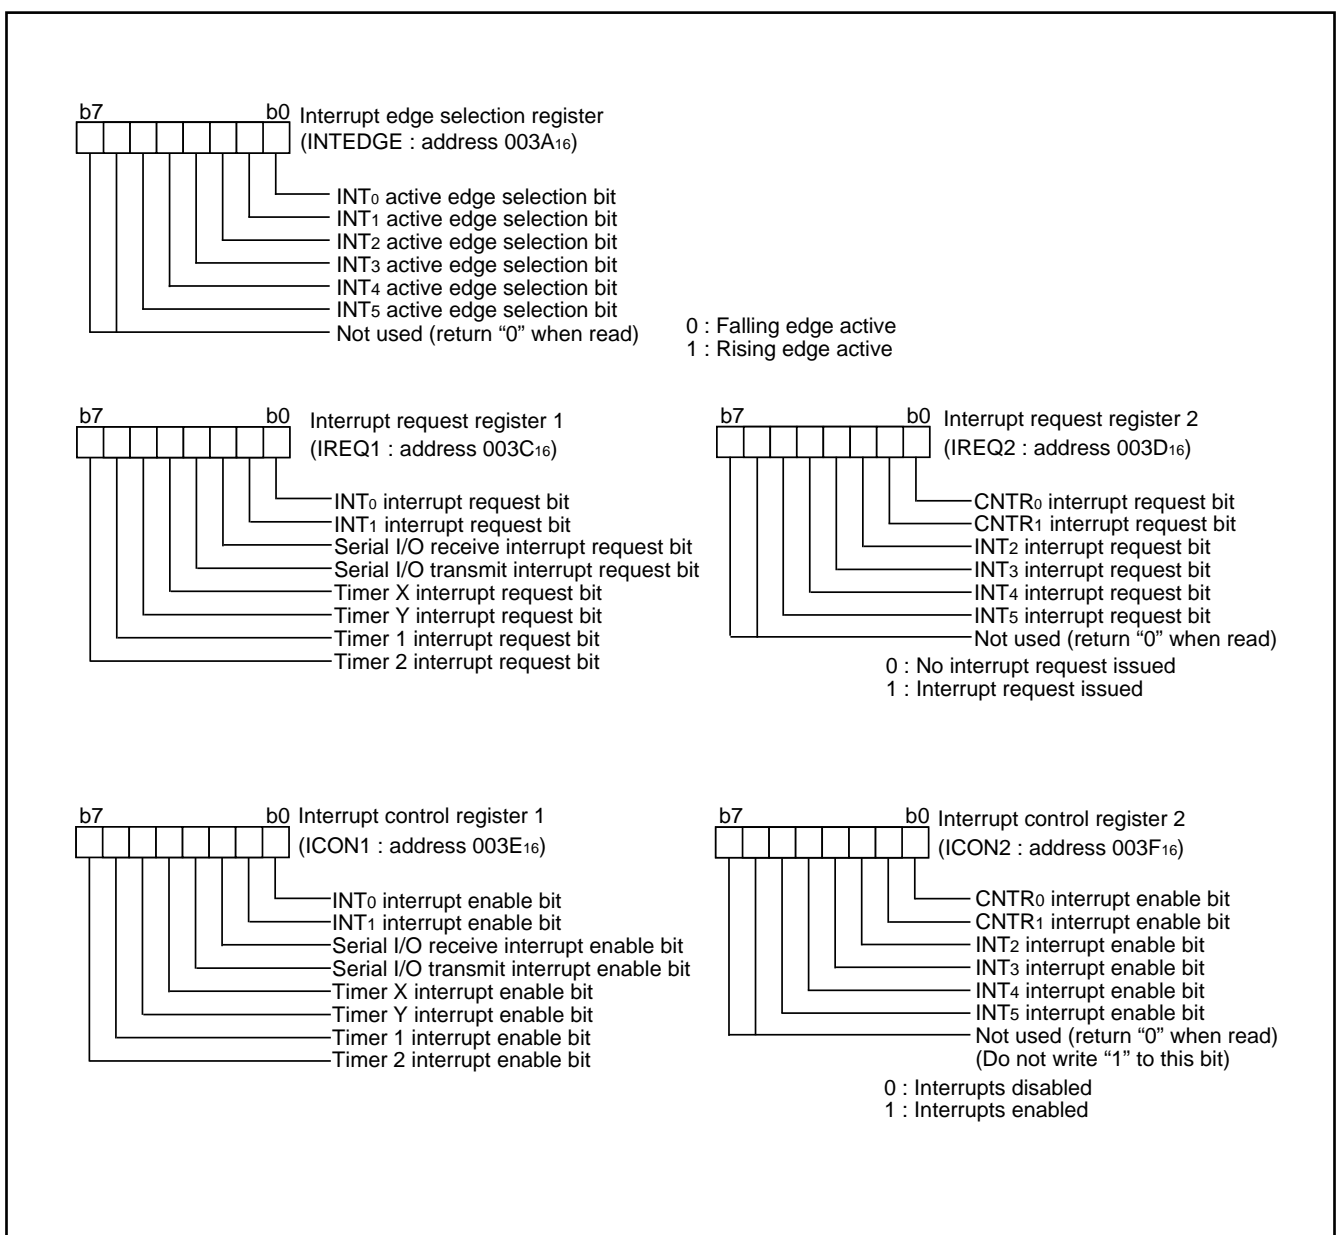 b7 b0 Interrupt edge selection register
(INTEDGE : address 003A16)
INT0 active edge selection bit
INT1 active edge selection bit
INT2 active edge selection bit
INT3 active edge selection bit
INT4 active edge selection bit
INT5 active edge selection bit
Not used (return “0” when read)
0 : Falling edge active
1 : Rising edge active
b7 b0 Interrupt request register 1
(IREQ1 : address 003C16)
INT0 interrupt request bit
INT1 interrupt request bit
Serial I/O receive interrupt request bit
Serial I/O transmit interrupt request bit
Timer X interrupt request bit
Timer Y interrupt request bit
Timer 1 interrupt request bit
Timer 2 interrupt request bit
b7 b0 Interrupt request register 2
(IREQ2 : address 003D16)
CNTR0 interrupt request bit
CNTR1 interrupt request bit
INT2 interrupt request bit
INT3 interrupt request bit
INT4 interrupt request bit
INT5 interrupt request bit
Not used (return “0” when read)
0 : No interrupt request issued
1 : Interrupt request issued
b7 b0 Interrupt control register 1
(ICON1 : address 003E16)
INT0 interrupt enable bit
INT1 interrupt enable bit
Serial I/O receive interrupt enable bit
Serial I/O transmit interrupt enable bit
Timer X interrupt enable bit
Timer Y interrupt enable bit
Timer 1 interrupt enable bit
Timer 2 interrupt enable bit
b7 b0 Interrupt control register 2
(ICON2 : address 003F16)
CNTR0 interrupt enable bit
CNTR1 interrupt enable bit
INT2 interrupt enable bit
INT3 interrupt enable bit
INT4 interrupt enable bit
INT5 interrupt enable bit
Not used (return “0” when read)
(Do not write “1” to this bit)
0 : Interrupts disabled
1 : Interrupts enabled